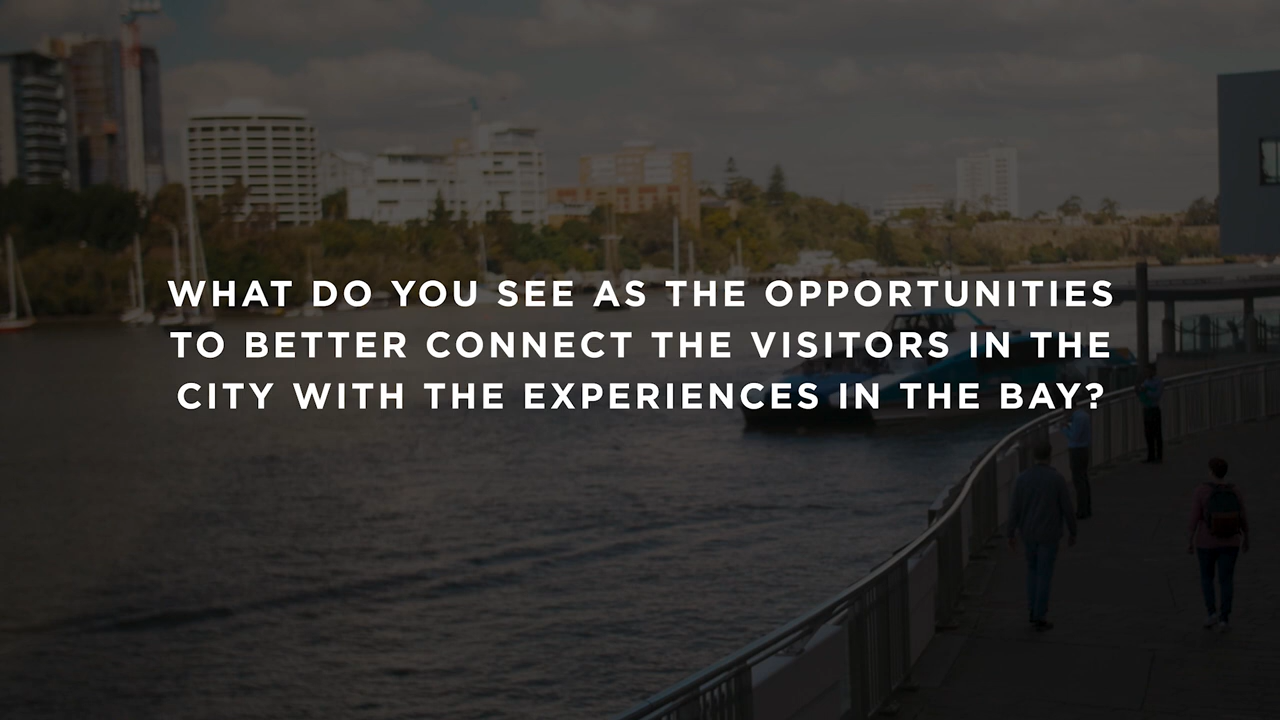 WHAT DO YOU SEE AS THE OPPORTUNITIES
TO BETTER CONNECT THE VISITORS IN THE
CITY WITH THE EXPERIENCES IN THE BAY?